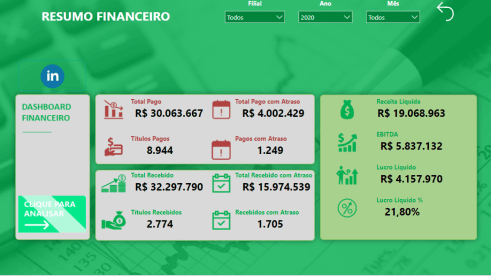 RESUMO FINANCEIRO
Filial
Ano
Mês
Todos
2020
Todos
in
DASHBOARD
FINANCEIRO
CLIQUE PARA
ANALISAR
Total Pago
R$ 30.063.667
Total Pago com Atraso
R$ 4.002.429
Títulos Pagos
8.944
Pagos com Atraso
1.249
Total Recebido
R$ 32.297.790
Total Recebido com Atraso
R$ 15.974.539
Títulos Recebidos
2.774
Recebidos com Atraso
1.705
Receita Líquida
R$ 19.068.963
EBITDA
R$ 5.837.132
Lucro Líquido
R$ 4.157.970
Lucro Líquido %
21,80%